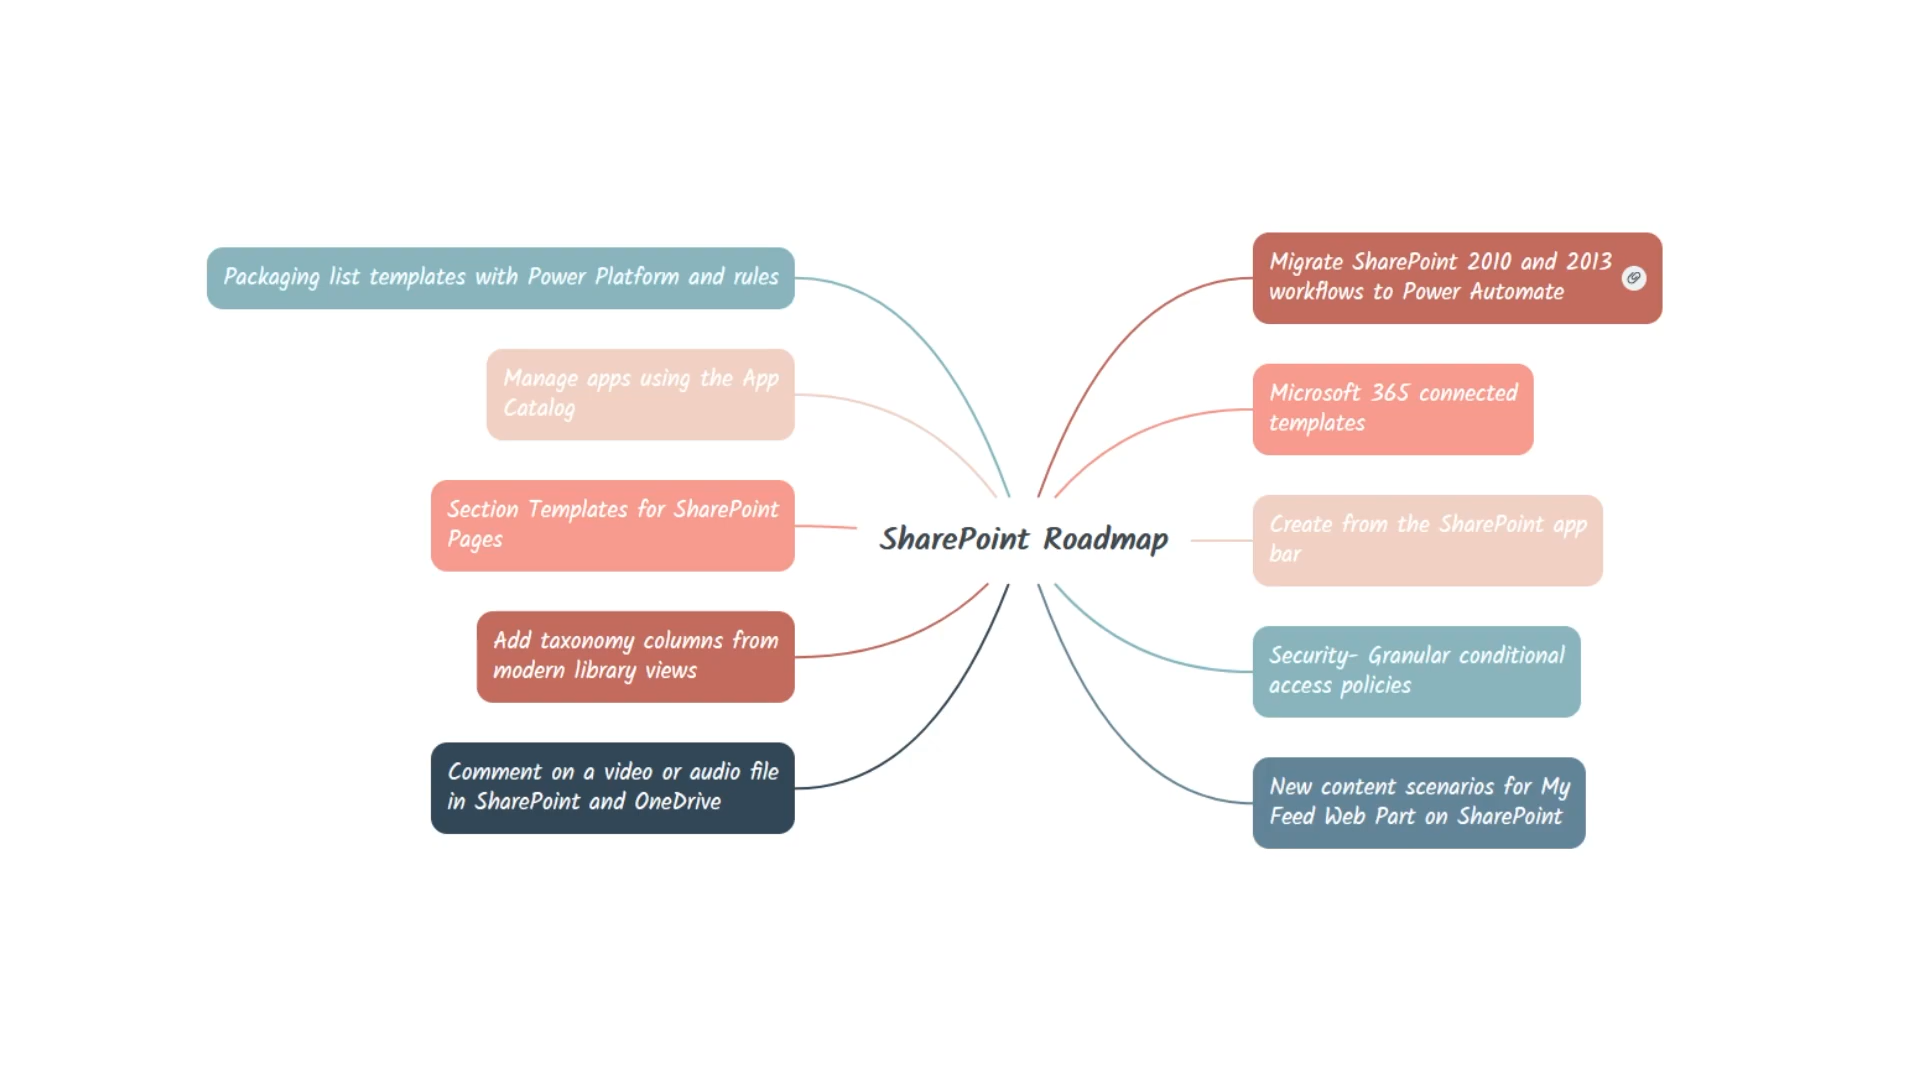 Packaging list templates with Power Platform and rules
Manage apps using the App
Catalog
Section Templates for SharePoint
Pages
Add taxonomy columns from
modern library views
Comment on a video or audio file
in SharePoint and OneDrive
SharePoint Roadmap
Migrate SharePoint 2010 and 2013
workflows to Power Automate
Microsoft 365 connected
templates
Create from the SharePoint app
bar
Security- Granular conditional
access policies
New content scenarios for My
Feed Web Part on SharePoint